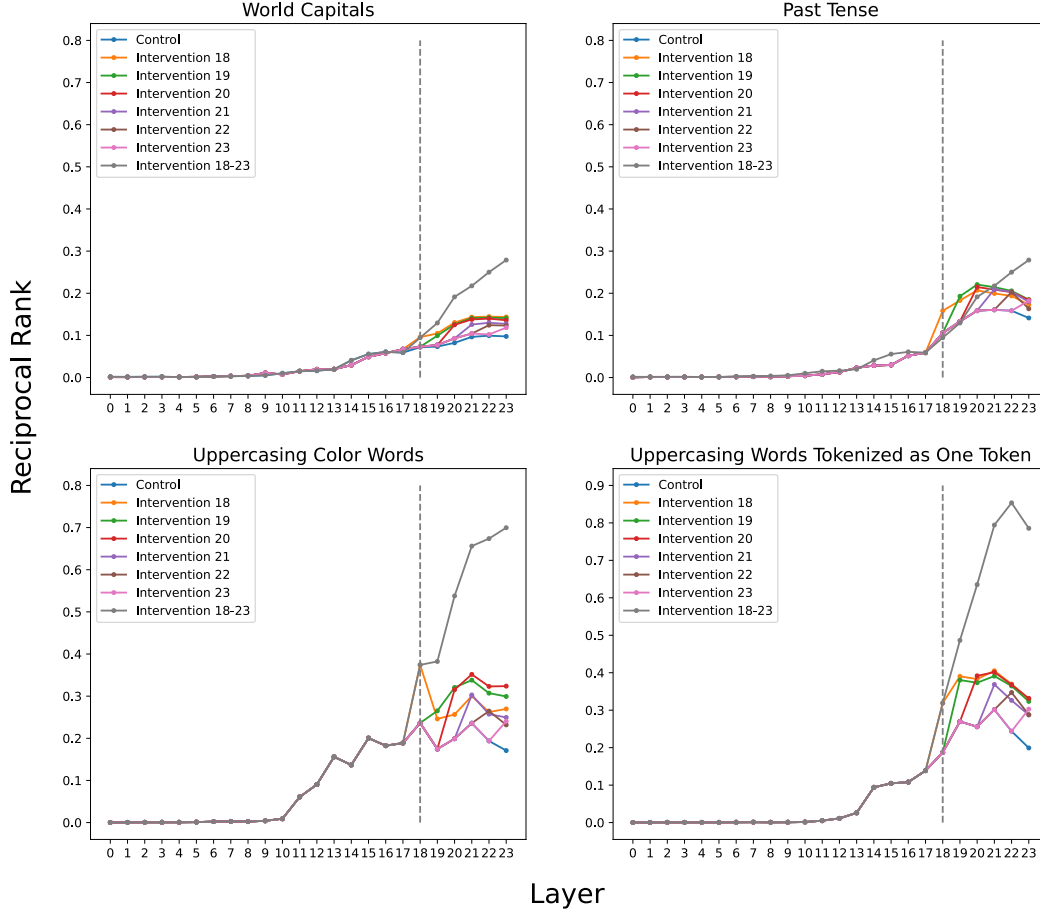 World Capitals
Past Tense
0.8
0.7
0.6
0.5
0.4
0.3
0.2
0.1
0.0
Control
Intervention 18
Intervention 19
Intervention 20
Intervention 21
Intervention 22
Intervention 23
Intervention 18-23
0 1 2 3 4 5 6 7 8 9 10 11 12 13 14 15 16 17 18 19 20 21 22 23
0.8
0.7
0.6
0.5
0.4
0.3
0.2
0.1
0.0
Control
Intervention 18
Intervention 19
Intervention 20
Intervention 21
Intervention 22
Intervention 23
Intervention 18-23
0 1 2 3 4 5 6 7 8 9 10 11 12 13 14 15 16 17 18 19 20 21 22 23
Reciprocal Rank
Uppercasing Color Words
Uppercasing Words Tokenized as One Token
0.8
0.7
0.6
0.5
0.4
0.3
0.2
0.1
0.0
Control
Intervention 18
Intervention 19
Intervention 20
Intervention 21
Intervention 22
Intervention 23
Intervention 18-23
0 1 2 3 4 5 6 7 8 9 10 11 12 13 14 15 16 17 18 19 20 21 22 23
0.9
0.8
0.7
0.6
0.5
0.4
0.3
0.2
0.1
0.0
Control
Intervention 18
Intervention 19
Intervention 20
Intervention 21
Intervention 22
Intervention 23
Intervention 18-23
0 1 2 3 4 5 6 7 8 9 10 11 12 13 14 15 16 17 18 19 20 21 22 23
Layer